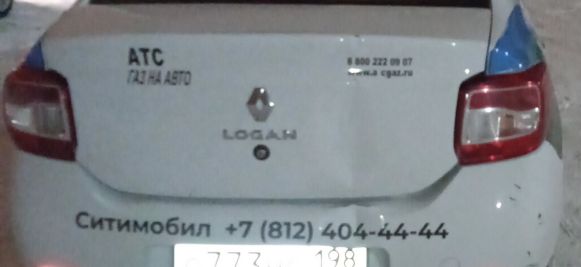 АТС
ГАЗ НА АВТО
8 800 222 09 07
www.a cgaz.ru
LOGAN
Ситимобил +7 (812) 404-44-44
773 198